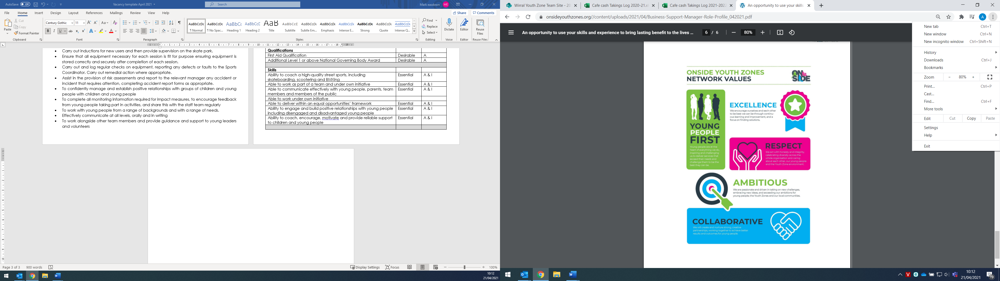 AutoSave Off
Vacancy template April 2021
Search
Mark easdown ME
File Home Insert Design Layout References Mailings Review View Help
Share Comments
Paste
Cut
Copy
Format Painter
Century Gothic 11
AaBbCcDc AaBbCcDc AaBbCc AaBbCcC AaB AaBbCcC AaBbCcDc AaBbCcDc AaBbCcDc AaBbCcDc AaBbCcDc AaBbCcDc
¶ Normal ¶ No Spac... Heading 1 Heading 2 Title Subtitle Subtle Em... Emphasis Intense E... Strong Quote Intense Q...
Find
Replace
Select
Dictate
Editor
Reuse Files
Clipboard Font Paragraph Styles Editing Voice Editor Reuse Files
• Carry out inductions for new users and then provide supervision on the skate park.
• Ensure that all equipment necessary for each session is fit for purpose ensuring equipment is
stored correctly and securely after completion of each session.
• Carry out and log regular checks on equipment, reporting any defects or faults to the Sports
Coordinator. Carry out remedial action where appropriate.
• Assist in the provision of risk assessments and report to the relevant manager any accident or
incident that requires attention, completing accident report forms as appropriate.
• To confidently manage and establish positive relationships with groups of children and young
people with children and young people
• To complete all monitoring information required for impact measures, to encourage feedback
from young people taking part in activities, and share this with the staff team regularly
• To work with young people from a range of backgrounds and with a range of needs.
• Effectively communicate at all levels, orally and in writing
• To work alongside other team members and provide guidance and support to young leaders
and volunteers
Qualifications
First Aid Qualification Desirable A
Additional Level 1 or above National Governing Body Award Desirable A
Skills
Ability to coach a high-quality street sports, including Essential A & I
skateboarding, scootering and BMXing
Able to work as part of a team and under own initiative Essential A & I
Able to communicate effectively with young people, parents, team Essential A & I
members and members of the public
Able to work under own initiative
Able to deliver within an equal opportunities' framework Essential A & I
Ability to engage and build positive relationships with young people Essential A & I
including disengaged and disadvantaged young people
Ability to coach, encourage, motivate and provide reliable support Essential A & I
to children and young people
Page 3 of 3 900 words
Display Settings Focus 100%
10:12
21/04/2021
Wirral Youth Zone Team Site - 20
Cafe cash Takings Log 2020-21.xl
Cafe cash Takings Log 2021-2022
An opportunity to use your skills
onsideyouthzones.org//content/uploads/2021/04/Business-Support-Manager-Role-Profile_042021.pdf
An opportunity to use your skills and experience to bring lasting benefit to the lives ...
6 / 6
80%
ONSIDE YOUTH ZONES
NETWORK VALUES
ON
SIDE
YOUNG
PEOPLE
FIRST
Young people are at the
heart of everything we do,
inspiring and challenging
us to deliver services that
exceed their needs and
challenge them to be the
best they can be.
EXCELLENCE
We encourage ourselves and each other
to be best we can be through continu-
ous learning and improvement, and a
focus on finding solutions.
RESPECT
We act with honesty and integrity,
celebrating diversity across the
whole organisation and caring
about each other, our young people
and the Youth Zone environment.
AMBITIOUS
We are passionate and driven in taking on new challenges,
embracing new ideas, and exceeding our ambitions for
young people, the Youth Zones and our local communities.
COLLABORATIVE
We will create and nurture strong, creative
partnerships, working together to achieve better
results and outcomes for young people.
New tab Ctrl+T
New window Ctrl+N
New incognito window Ctrl+Shift+N
History
Downloads Ctrl+J
Bookmarks
Zoom - 80% +
Print... Ctrl+P
Cast...
Find... Ctrl+F
More tools
Edit Cut Copy Paste
Settings
Help
Exit
10:12
21/04/2021
19